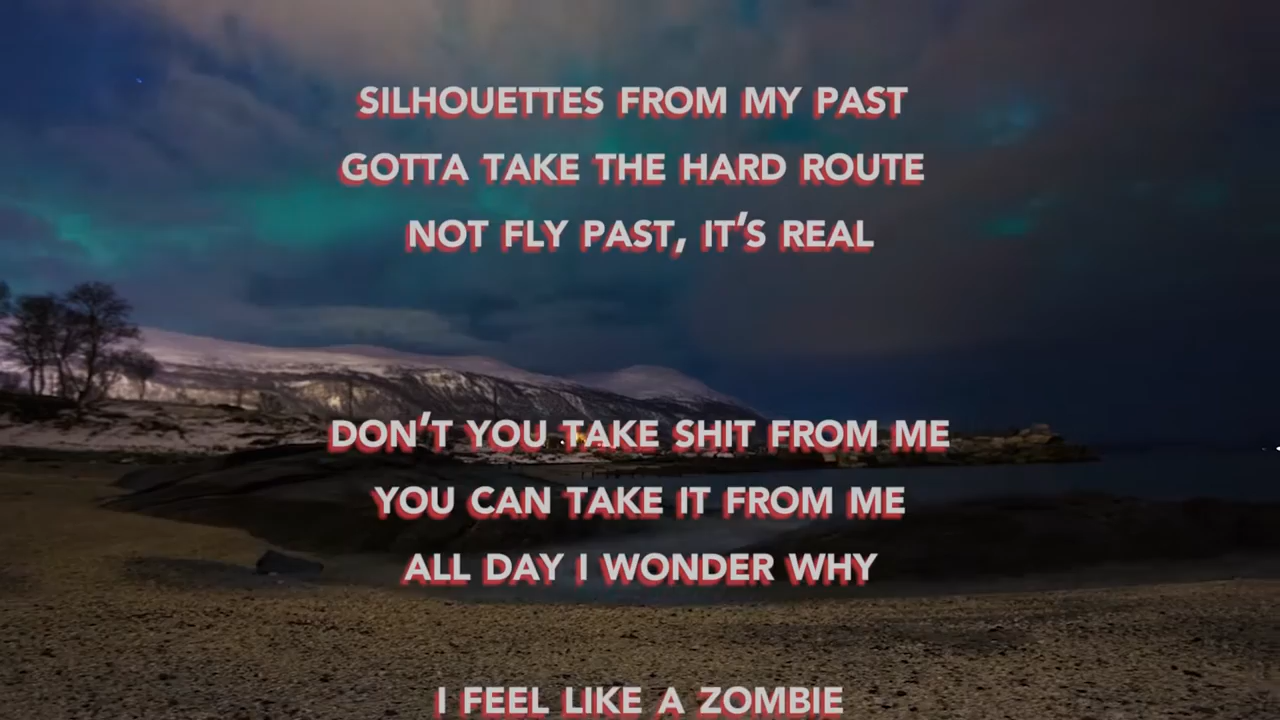 SILHOUETTES FROM MY PAST
GOTTA TAKE THE HARD ROUTE
NOT FLY PAST, IT'S REAL
DON'T YOU TAKE SHIT FROM ME
YOU CAN TAKE IT FROM ME
ALL DAY I WONDER WHY
I FEEL LIKE A ZOMBIE